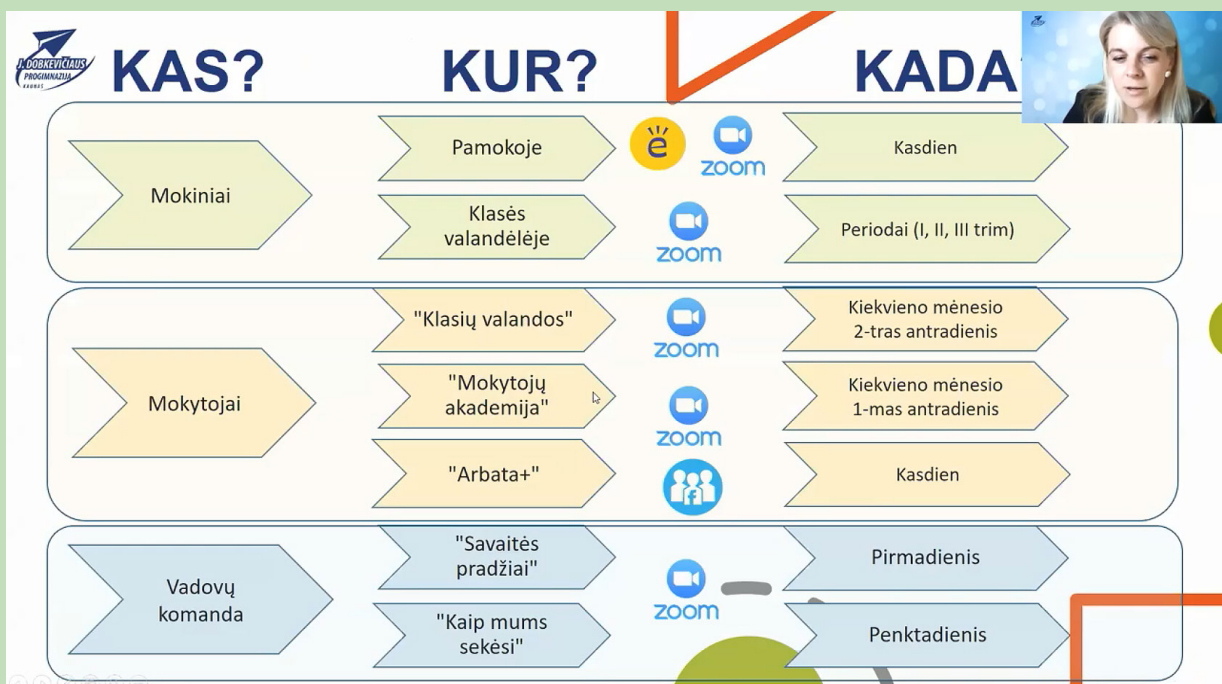 J. DOBKEVIČIAUS
PROGIMNAZIJA
KAUNAS
KAS?
KUR?
KADA
Mokiniai
Pamokoje
ë
zoom
Kasdien
Klasės
valandėlėje
zoom
Periodai (I, II, III trim)
Mokytojai
"Klasių valandos"
zoom
Kiekvieno mėnesio
2-tras antradienis
"Mokytojų
akademija"
zoom
Kiekvieno mėnesio
1-mas antradienis
"Arbata+"
f
Kasdien
Vadovų
komanda
"Savaitės
pradžiai"
zoom
Pirmadienis
"Kaip mums
sekėsi"
Penktadienis